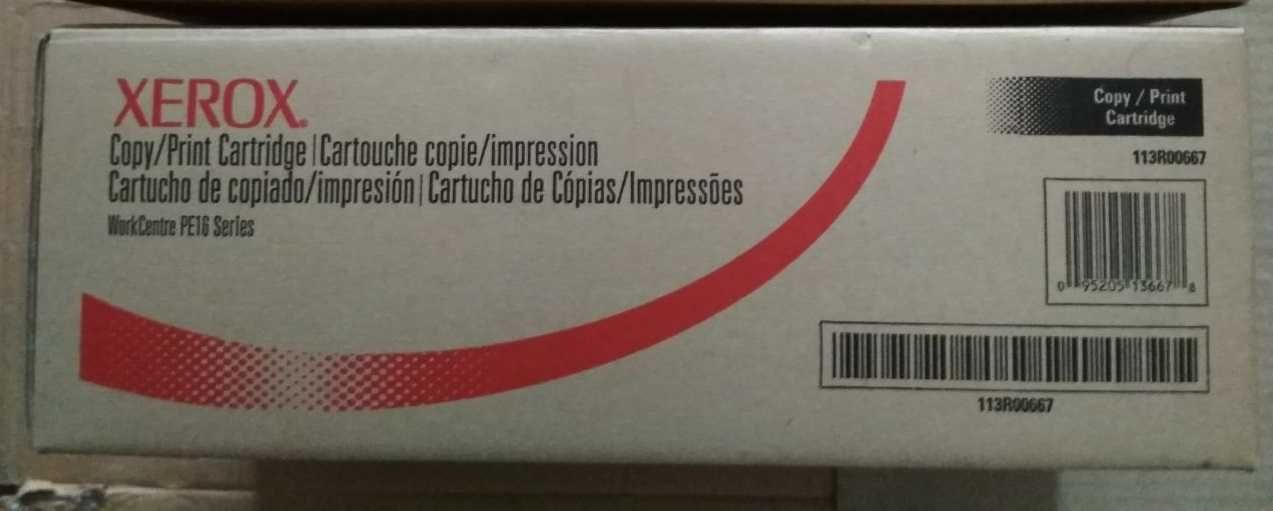 XEROX
Copy/Print Cartridge | Cartouche copie/impression
Cartucho de copiado/impresión | Cartucho de Cópias/Impressões
WorkCentre PE16 Series
Copy / Print
Cartridge
113R00667
0 95205 13667 8
113R00667